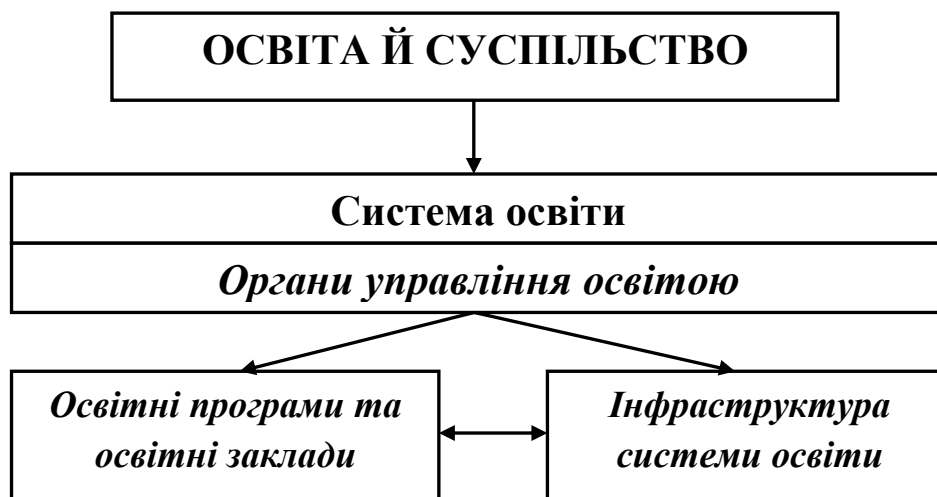 ОСВІТА Й СУСПІЛЬСТВО
Система освіти
Органи управління освітою
Освітні програми та
освітні заклади
Інфраструктура
системи освіти